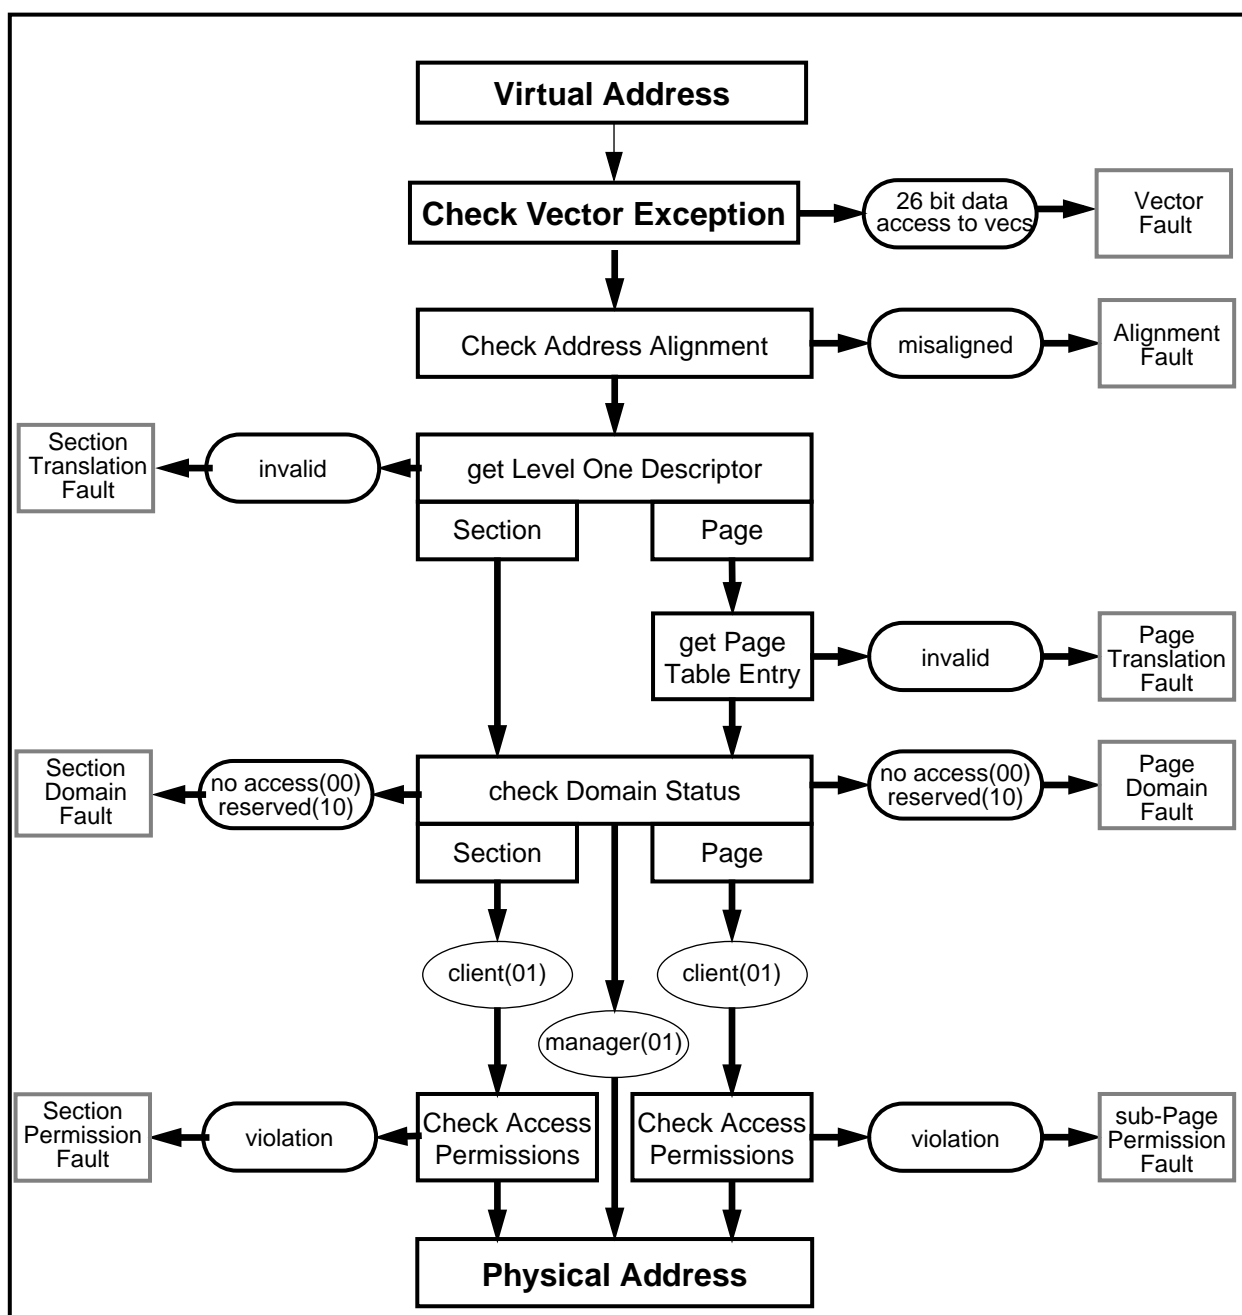 Virtual Address
Check Vector Exception
26 bit data
access to vecs
Vector
Fault
Check Address Alignment
misaligned
Alignment
Fault
Section
Translation
Fault
invalid
get Level One Descriptor
Section
Page
get Page
Table Entry
invalid
Page
Translation
Fault
Section
Domain
Fault
no access(00)
reserved(10)
check Domain Status
no access(00)
reserved(10)
Page
Domain
Fault
Section
Page
client(01)
client(01)
manager(01)
Section
Permission
Fault
violation
Check Access
Permissions
Check Access
Permissions
violation
sub-Page
Permission
Fault
Physical Address